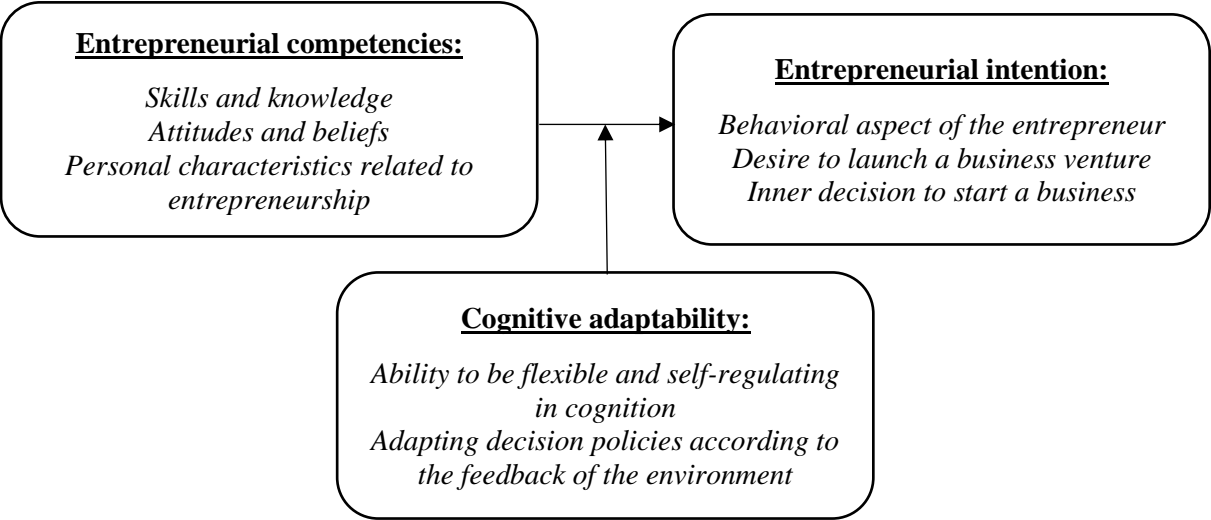 Entrepreneurial competencies:
Skills and knowledge
Attitudes and beliefs
Personal characteristics related to
entrepreneurship
Entrepreneurial intention:
Behavioral aspect of the entrepreneur
Desire to launch a business venture
Inner decision to start a business
Cognitive adaptability:
Ability to be flexible and self-regulating
in cognition
Adapting decision policies according to
the feedback of the environment